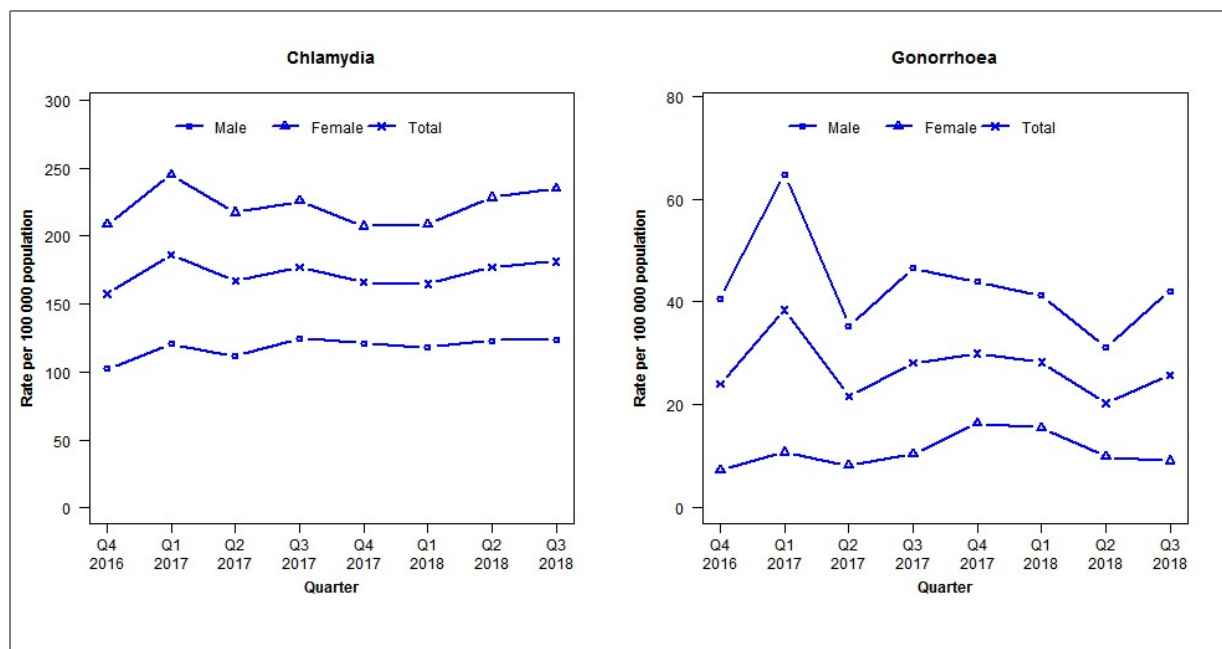 Chlamydia
Rate per 100 000 population
300
250
200
150
100
50
0
Male Female Total
Q4 Q1 Q2 Q3 Q4 Q1 Q2 Q3
2016 2017 2017 2017 2017 2018 2018 2018
Quarter
Gonorrhoea
Rate per 100 000 population
80
60
40
20
0
Male Female Total
Q4 Q1 Q2 Q3 Q4 Q1 Q2 Q3
2016 2017 2017 2017 2017 2018 2018 2018
Quarter